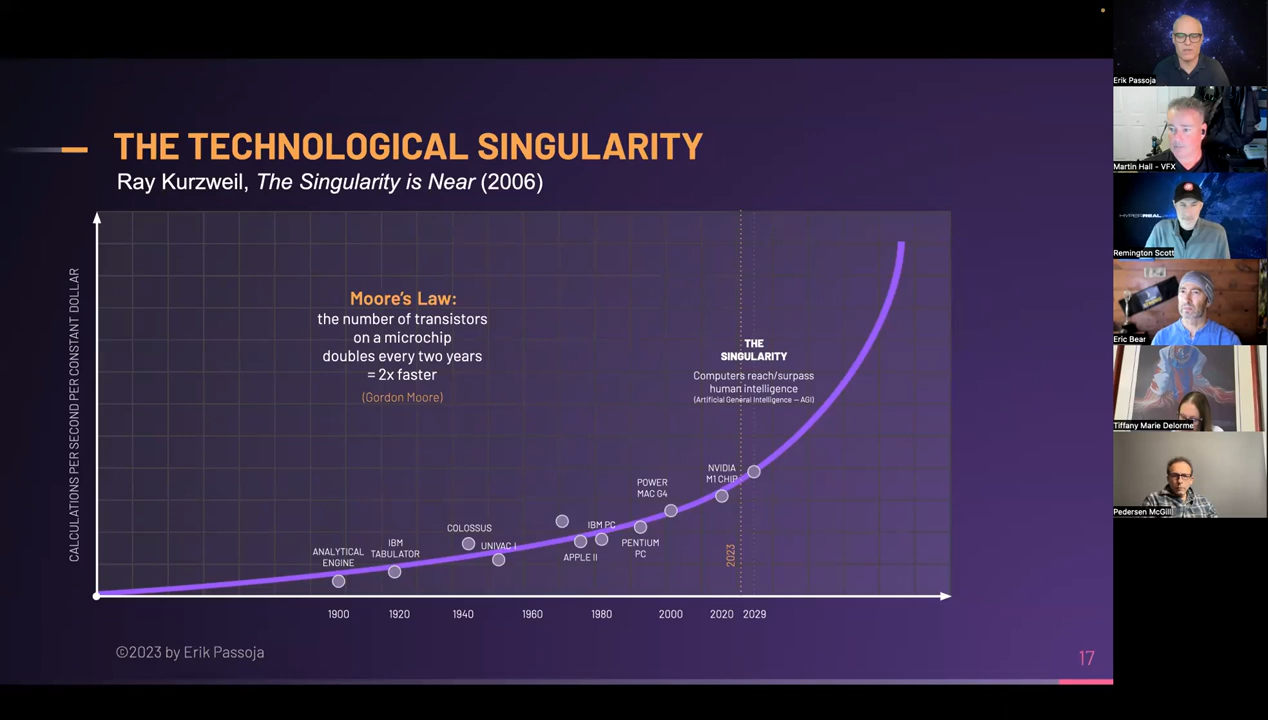 THE TECHNOLOGICAL SINGULARITY
Ray Kurzweil, The Singularity is Near (2006)
CALCULATIONS PER SECOND PER CONSTANT DOLLAR
Moore's Law:
the number of transistors
on a microchip
doubles every two years
= 2x faster
(Gordon Moore)
THE
SINGULARITY
Computers reach/surpass
human intelligence
(Artificial General Intelligence – AGI)
ANALYTICAL
ENGINE
IBM
TABULATOR
COLOSSUS
UNIVAC I
APPLE II
IBM PC
PENTIUM
PC
POWER
MAC G4
NVIDIA
M1 CHIP
2023
1900
1920
1940
1960
1980
2000
2020
2029
©2023 by Erik Passoja
17
Erik Passoja
Martin Hall - VFX
HYPERREAL
Remington Scott
Eric Bear
Tiffany Marie Delorme
Pedersen McGill